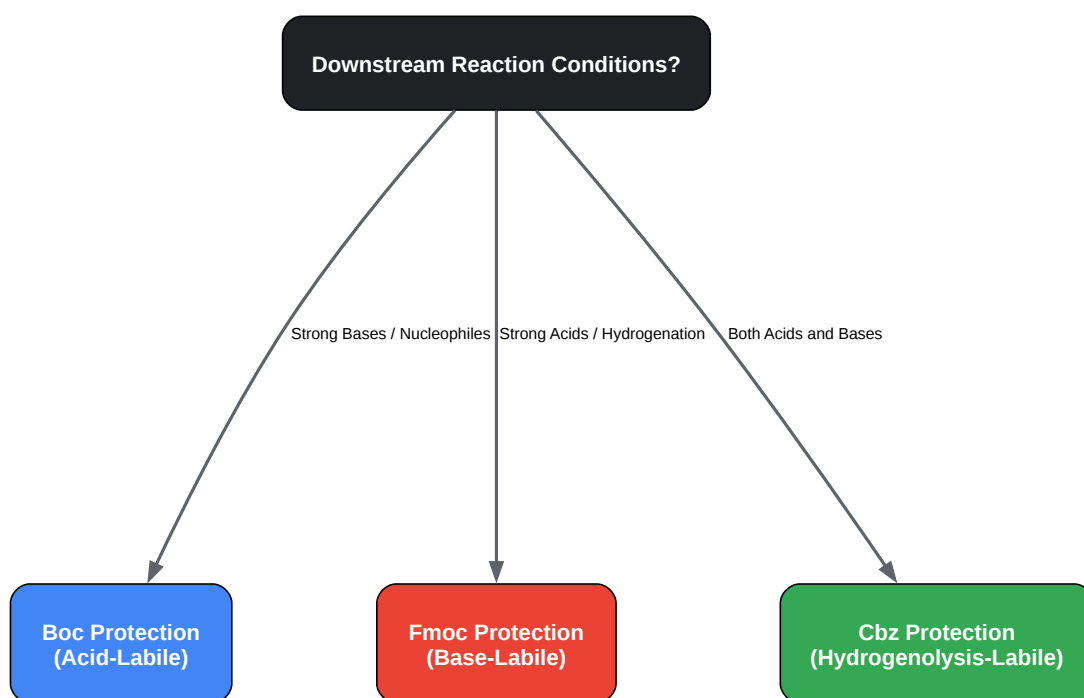 Downstream Reaction Conditions?
Strong Bases / Nucleophiles
Strong Acids / Hydrogenation
Both Acids and Bases
Boc Protection
(Acid-Labile)
Fmoc Protection
(Base-Labile)
Cbz Protection
(Hydrogenolysis-Labile)